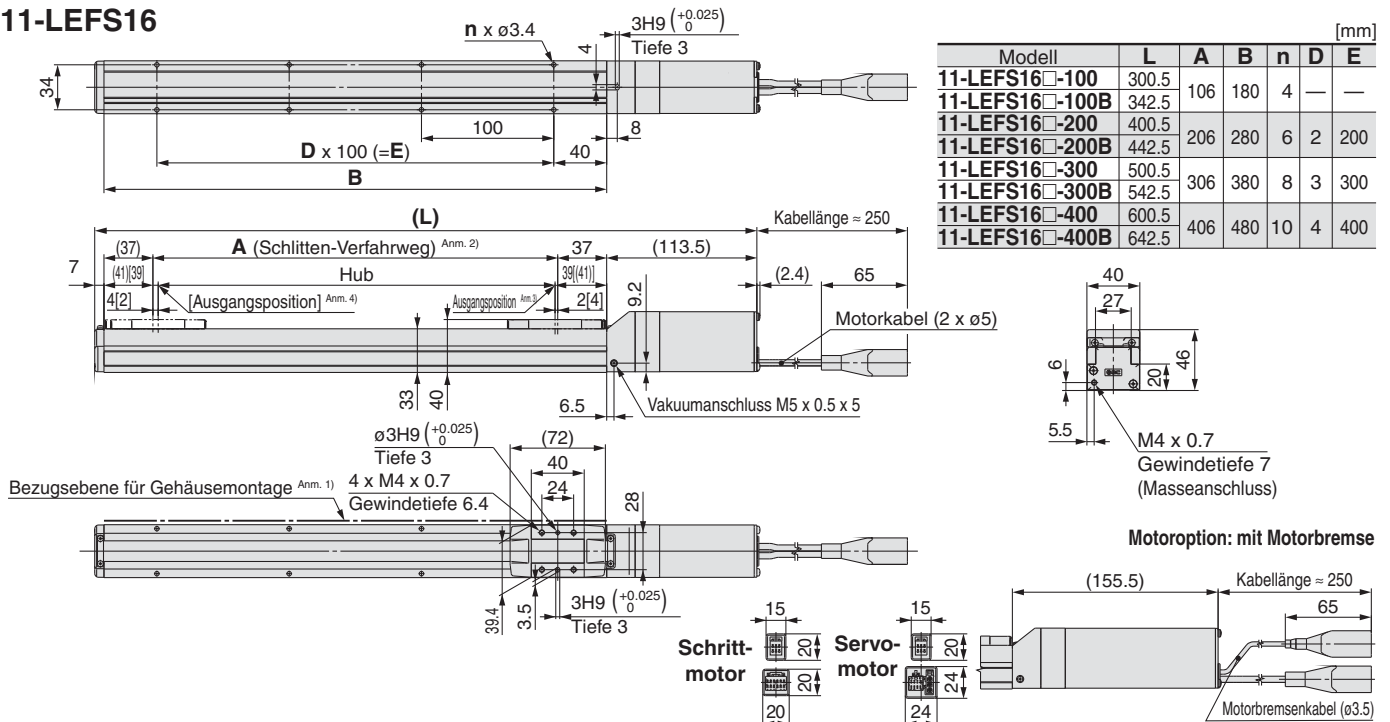 11-LEFS16
n x ø3.4
3H9 (+0.025 0)
Tiefe 3
4
34
100
8
D x 100 (=E)
40
B
[mm]
Modell L A B n D E
11-LEFS16□-100 300.5 106 180 4 — —
11-LEFS16□-100B 342.5
11-LEFS16□-200 400.5 206 280 6 2 200
11-LEFS16□-200B 442.5
11-LEFS16□-300 500.5 306 380 8 3 300
11-LEFS16□-300B 542.5
11-LEFS16□-400 600.5 406 480 10 4 400
11-LEFS16□-400B 642.5
(L)
Kabellänge ≈ 250
(37)
A (Schlitten-Verfahrweg) Anm. 2)
37
(113.5)
7
(41)[39]
Hub
39[(41)]
(2.4)
65
4[2]
[Ausgangsposition] Anm. 4)
Ausgangsposition Anm. 3)
2[4]
9.2
Motorkabel (2 x ø5)
33
40
6.5
Vakuumanschluss M5 x 0.5 x 5
40
27
6
20
46
5.5
M4 x 0.7
Gewindetiefe 7
(Masseanschluss)
ø3H9 (+0.025 0)
Tiefe 3
(72)
40
Bezugsebene für Gehäusemontage Anm. 1)
4 x M4 x 0.7
Gewindetiefe 6.4
24
28
39.4
3.5
3H9 (+0.025 0)
Tiefe 3
Motoroption: mit Motorbremse
(155.5)
Kabellänge ≈ 250
65
Motorbremsenkabel (ø3.5)
Schritt-
motor
15
20
20
20
Servo-
motor
15
20
24
24